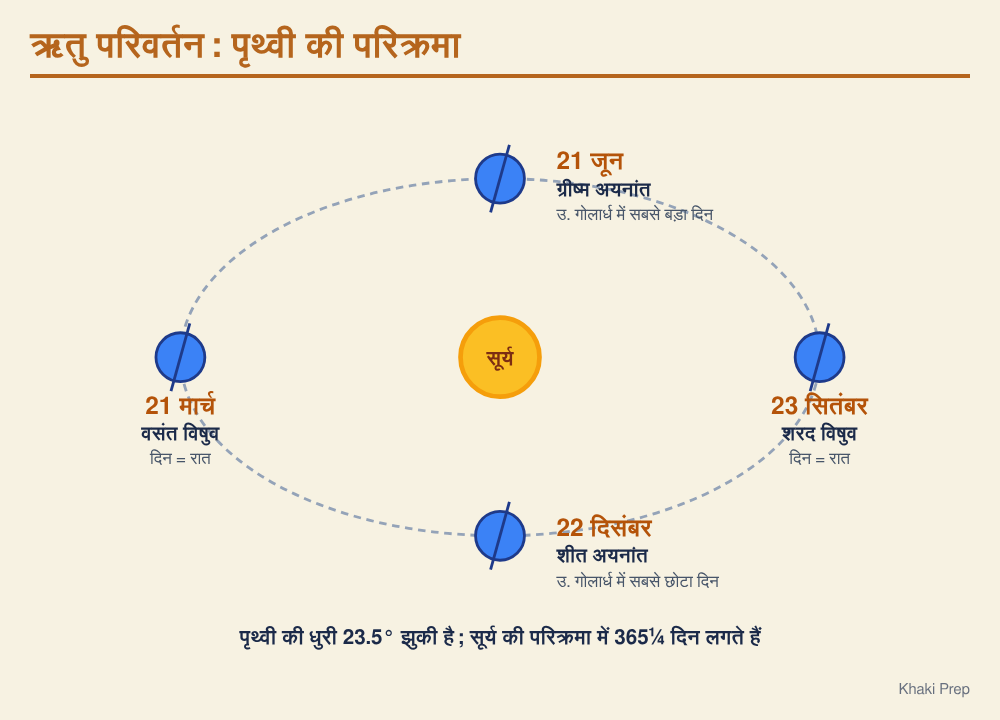 ऋतु परिवर्तन : पृथ्वी की परिक्रमा
21 जून
ग्रीष्म अयनांत
उ. गोलार्ध में सबसे बड़ा दिन
सूर्य
21 मार्च
वसंत विषुव
दिन = रात
23 सितंबर
शरद विषुव
दिन = रात
22 दिसंबर
शीत अयनांत
उ. गोलार्ध में सबसे छोटा दिन
पृथ्वी की धुरी 23.5° झुकी है ; सूर्य की परिक्रमा में 365¼ दिन लगते हैं
Khaki Prep